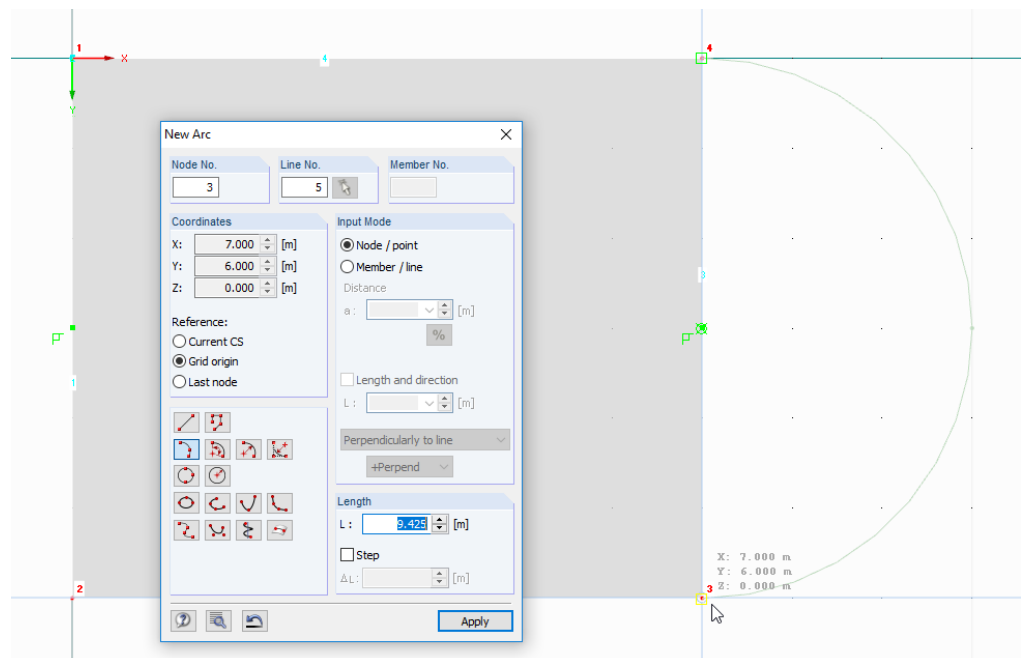 1
X
Y
4
4
New Arc
Node No.
3
Line No.
5
Member No.
Coordinates
X: 7.000 [m]
Y: 6.000 [m]
Z: 0.000 [m]
Reference:
Current CS
Grid origin
Last node
Input Mode
Node / point
Member / line
Distance
a: [m]
%
Length and direction
L: [m]
Perpendicularly to line
+Perpend
Length
L: 9.425 [m]
Step
ΔL: [m]
Apply
3
1
2
X: 7.000 m
Y: 6.000 m
Z: 0.000 m
3